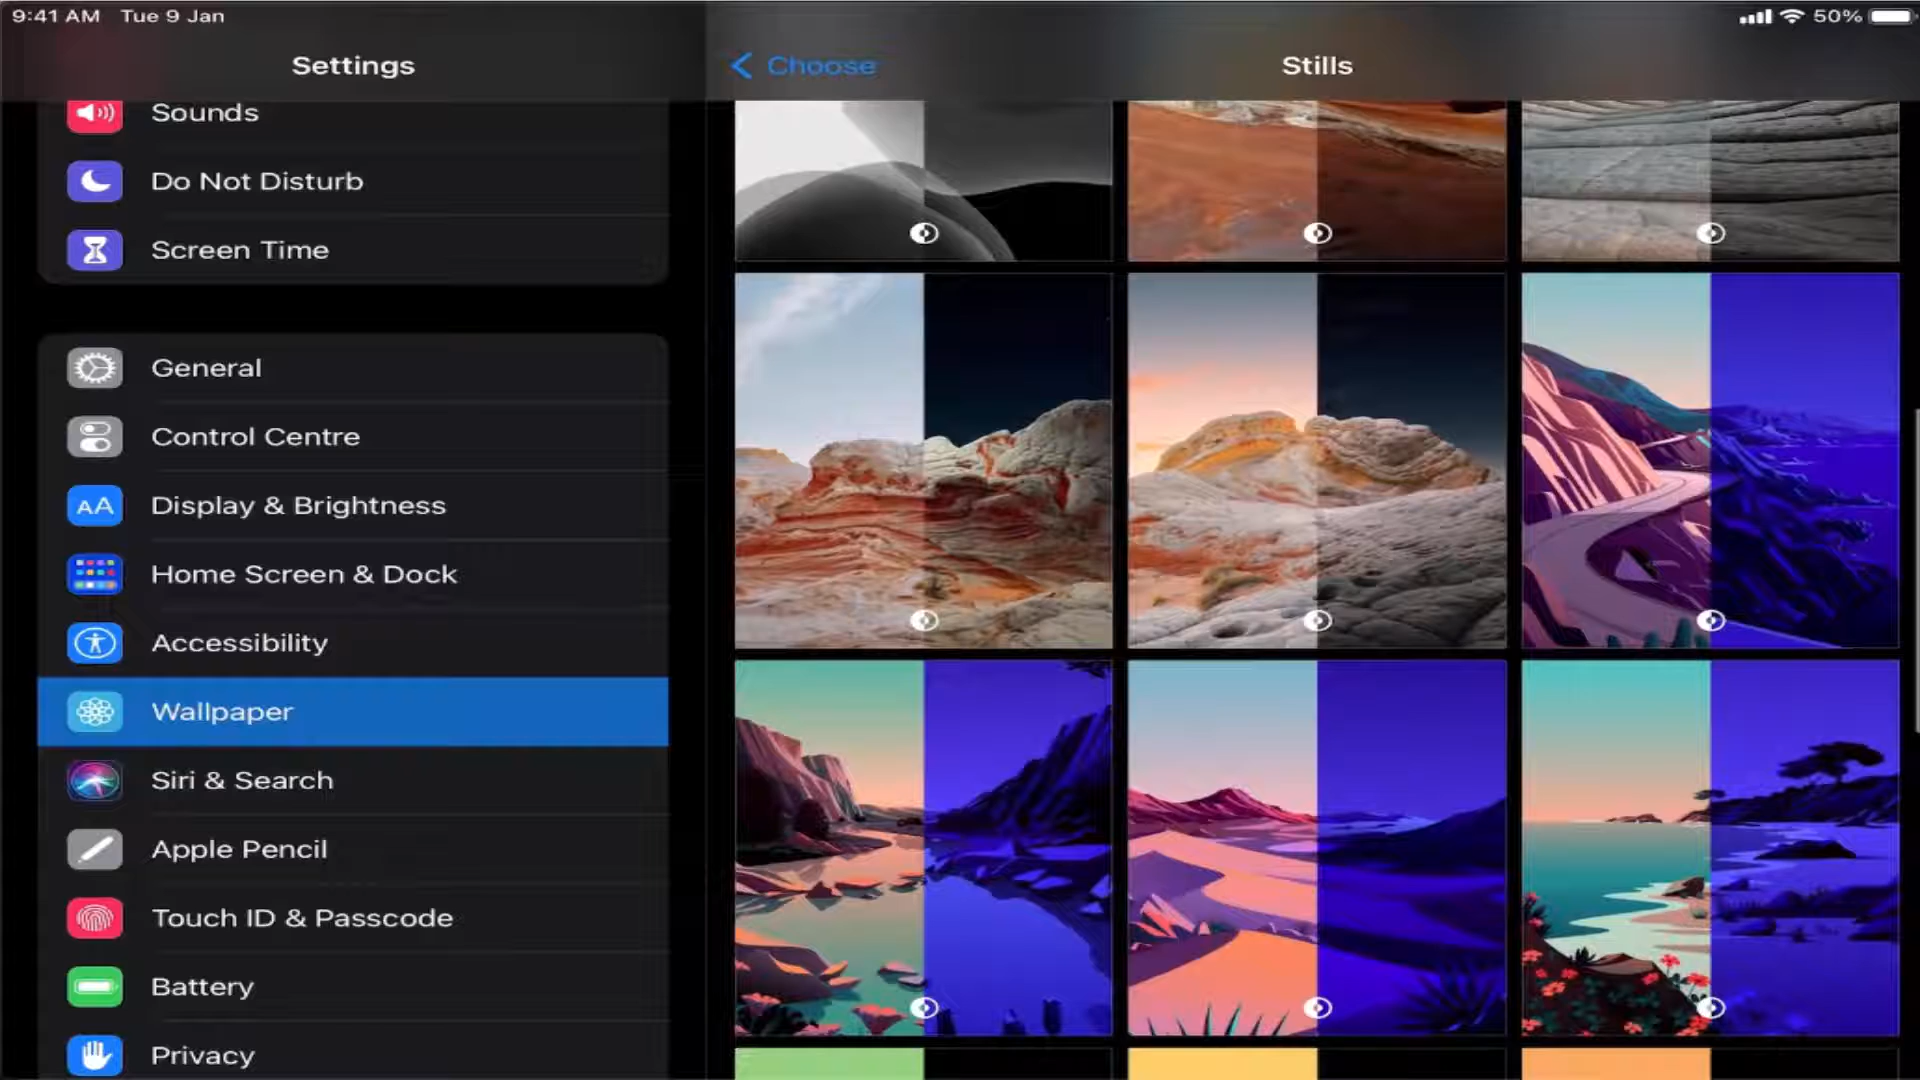 9:41 AM Tue 9 Jan
50%
Settings
Choose
Stills
Sounds
Do Not Disturb
Screen Time
General
Control Centre
AA Display & Brightness
Home Screen & Dock
Accessibility
Wallpaper
Siri & Search
Apple Pencil
Touch ID & Passcode
Battery
Privacy